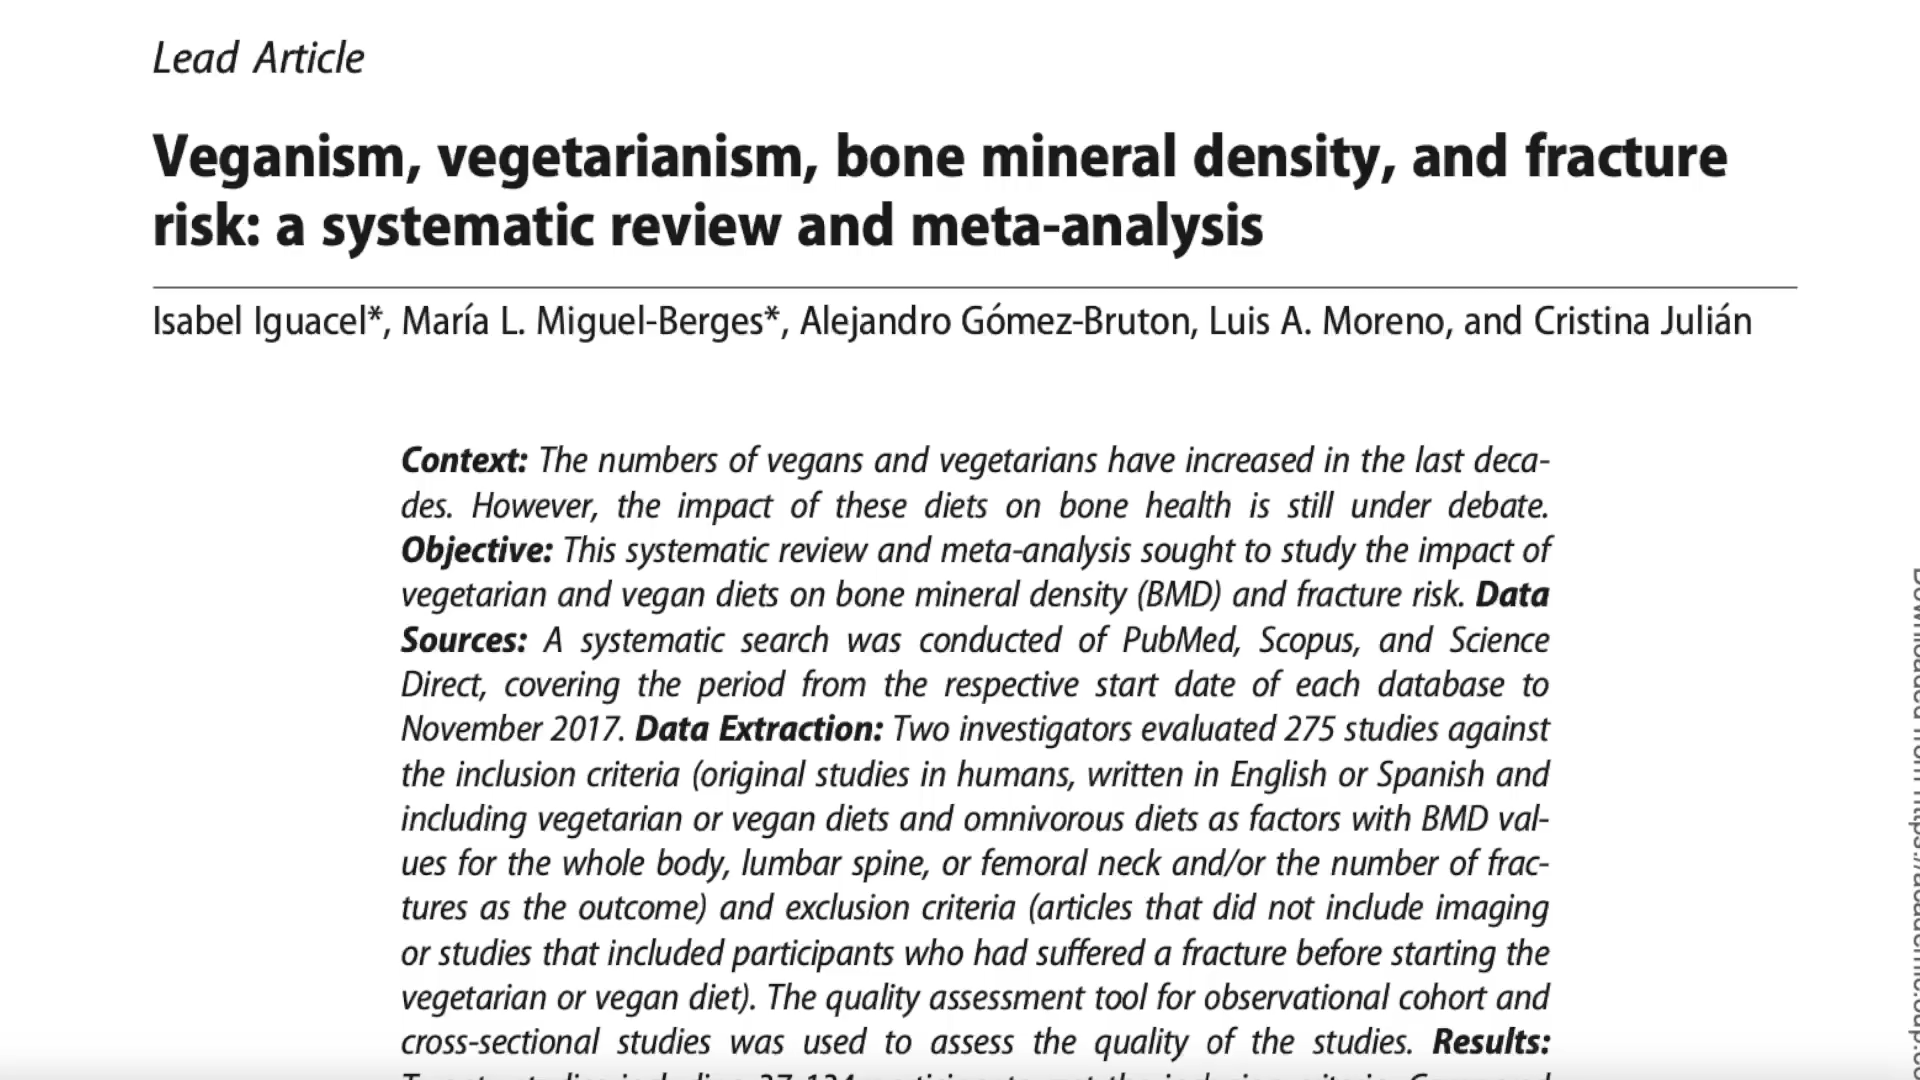 Lead Article
Veganism, vegetarianism, bone mineral density, and fracture
risk: a systematic review and meta-analysis
Isabel Iguacel*, María L. Miguel-Berges*, Alejandro Gómez-Bruton, Luis A. Moreno, and Cristina Julián
Context: The numbers of vegans and vegetarians have increased in the last deca-
des. However, the impact of these diets on bone health is still under debate.
Objective: This systematic review and meta-analysis sought to study the impact of
vegetarian and vegan diets on bone mineral density (BMD) and fracture risk. Data
Sources: A systematic search was conducted of PubMed, Scopus, and Science
Direct, covering the period from the respective start date of each database to
November 2017. Data Extraction: Two investigators evaluated 275 studies against
the inclusion criteria (original studies in humans, written in English or Spanish and
including vegetarian or vegan diets and omnivorous diets as factors with BMD val-
ues for the whole body, lumbar spine, or femoral neck and/or the number of frac-
tures as the outcome) and exclusion criteria (articles that did not include imaging
or studies that included participants who had suffered a fracture before starting the
vegetarian or vegan diet). The quality assessment tool for observational cohort and
cross-sectional studies was used to assess the quality of the studies. Results: